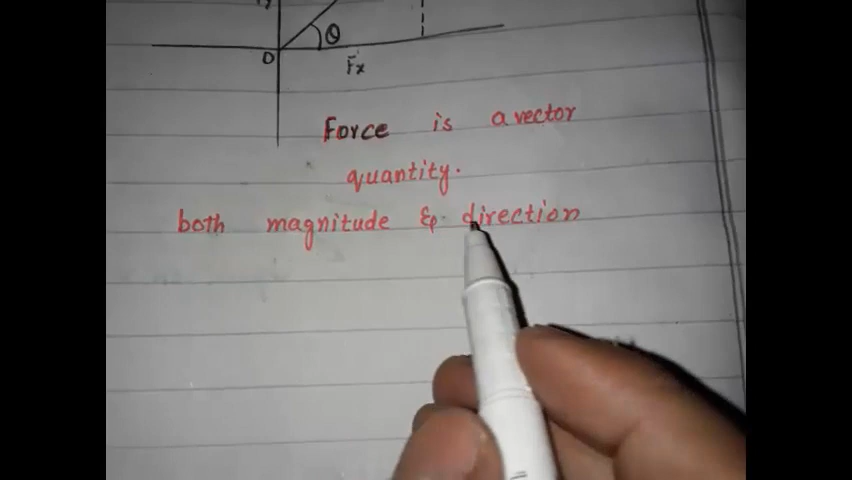 θ
O
Fx
Force is a vector
quantity.
both magnitude & direction